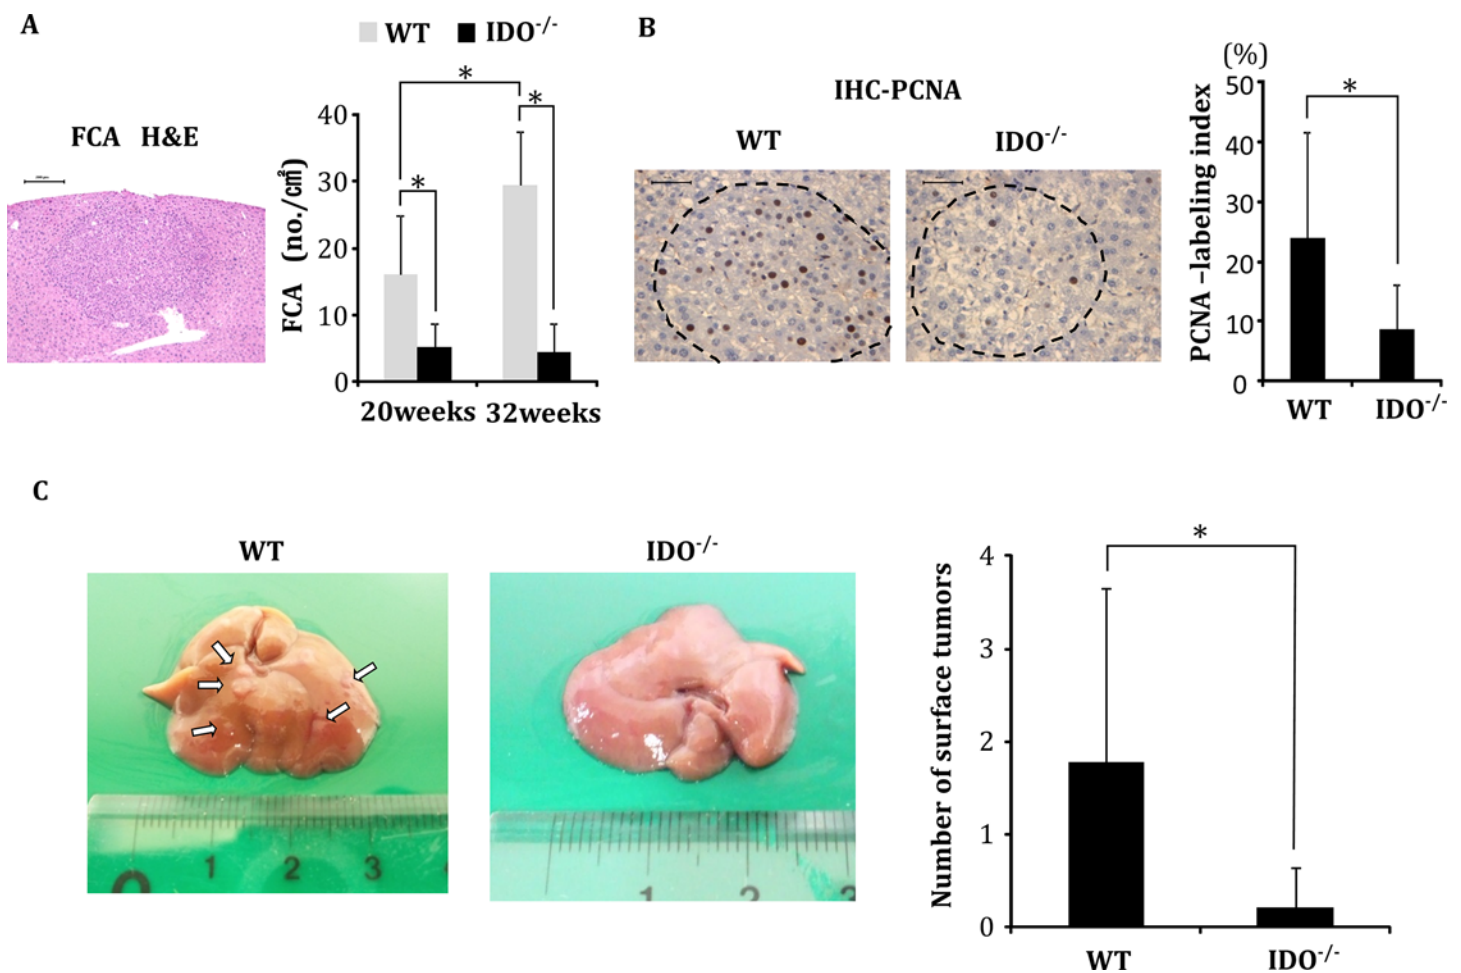 A
WT IDO-/-
FCA H&E
FCA (no./㎠)
40
30
20
10
0
*
*
*
20weeks 32weeks
B
IHC-PCNA
WT IDO-/-
(%)
PCNA –labeling index
50
40
30
20
10
0
*
WT IDO-/-
C
WT IDO-/-
0 1 2 3
1 2 3
Number of surface tumors
4
3
2
1
0
*
WT IDO-/-